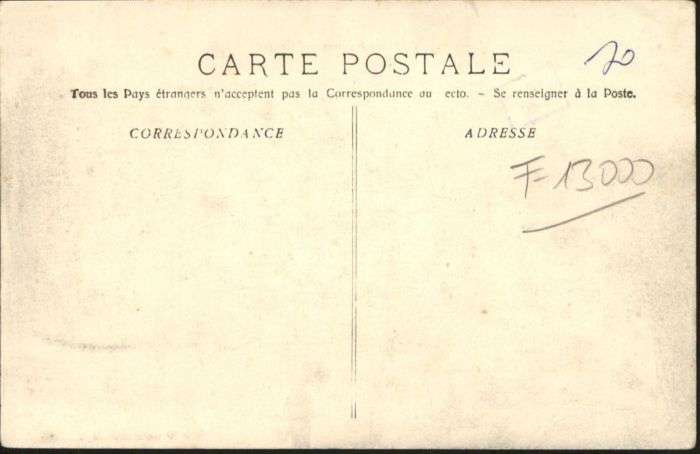 CARTE POSTALE
20
Tous les Pays étrangers n'acceptent pas la Correspondance au ecto. - Se renseigner à la Poste.
CORRESPONDANCE
ADRESSE
F-13000